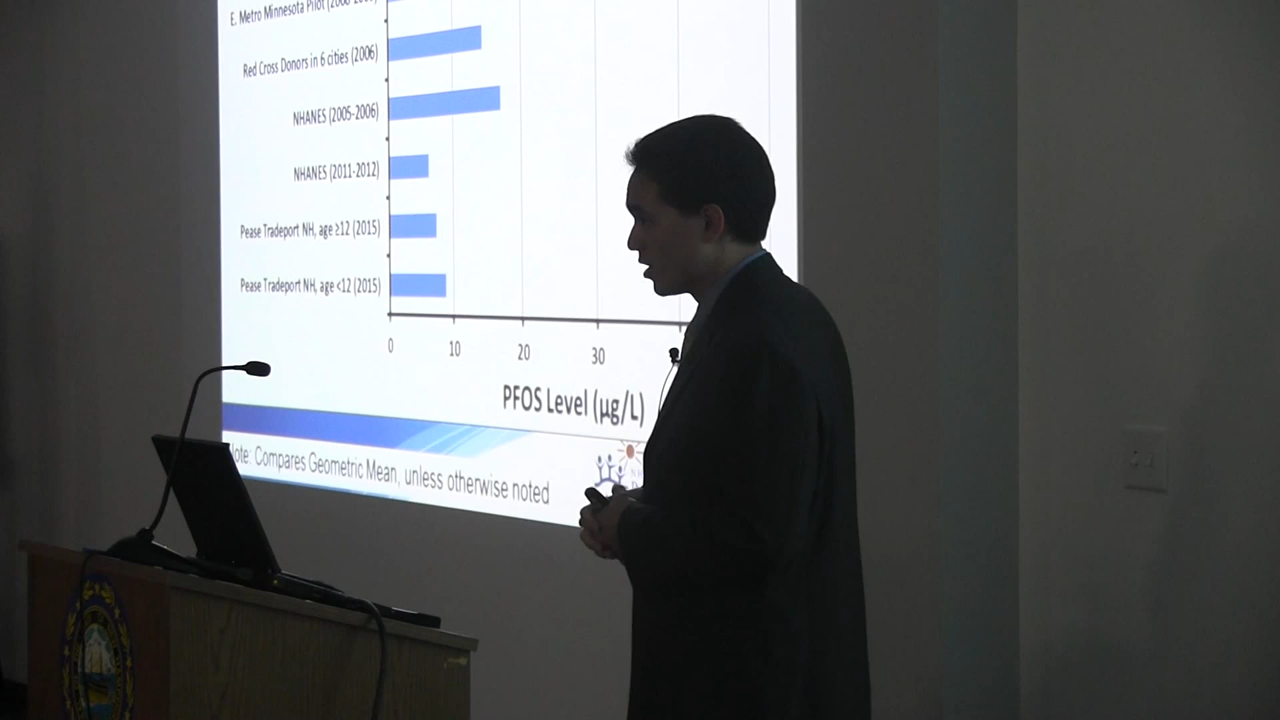 E. Metro Minnesota Pilot
Red Cross Donors in 6 cities (2006)
NHANES (2005-2006)
NHANES (2011-2012)
Pease Tradeport NH, age ≥12 (2015)
Pease Tradeport NH, age <12 (2015)
0 10 20 30
PFOS Level (µg/L)
Note: Compares Geometric Mean, unless otherwise noted